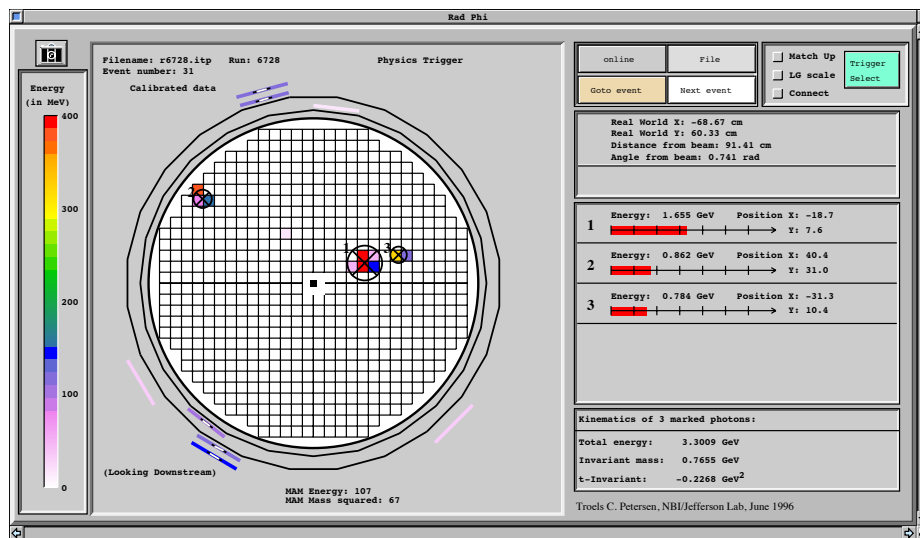 Rad Phi
Filename: r6728.itp Run: 6728
Event number: 31
Physics Trigger
Calibrated data
Energy
(in MeV)
400
300
200
100
0
2
1
3
(Looking Downstream)
MAM Energy: 107
MAM Mass squared: 67
online
File
Goto event
Next event
Match Up
LG scale
Connect
Trigger
Select
Real World X: -68.67 cm
Real World Y: 60.33 cm
Distance from beam: 91.41 cm
Angle from beam: 0.741 rad
1 Energy: 1.655 GeV Position X: -18.7
Y: 7.6
2 Energy: 0.862 GeV Position X: 40.4
Y: 31.0
3 Energy: 0.784 GeV Position X: -31.3
Y: 10.4
Kinematics of 3 marked photons:
Total energy: 3.3009 GeV
Invariant mass: 0.7655 GeV
t-Invariant: -0.2268 GeV²
Troels C. Petersen, NBI/Jefferson Lab, June 1996